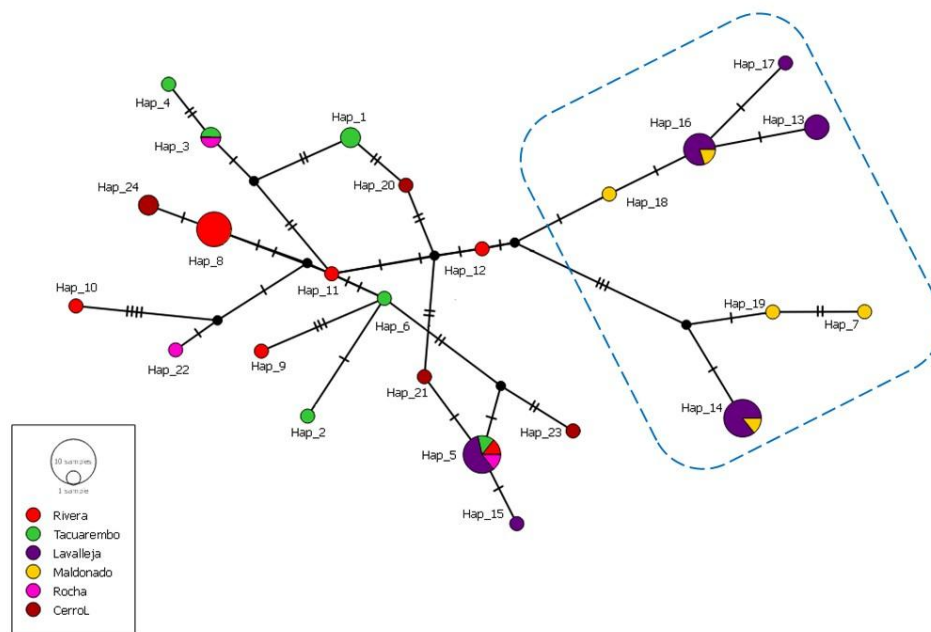 Hap_17
Hap_4
Hap_1
Hap_16
Hap_13
Hap_3
Hap_20
Hap_24
Hap_18
Hap_8
Hap_12
Hap_11
Hap_10
Hap_6
Hap_19
Hap_7
Hap_22
Hap_9
Hap_21
Hap_14
Hap_2
Hap_23
Hap_5
Hap_15
10 samples
1 sample
Rivera
Tacuarembo
Lavalleja
Maldonado
Rocha
CerroL